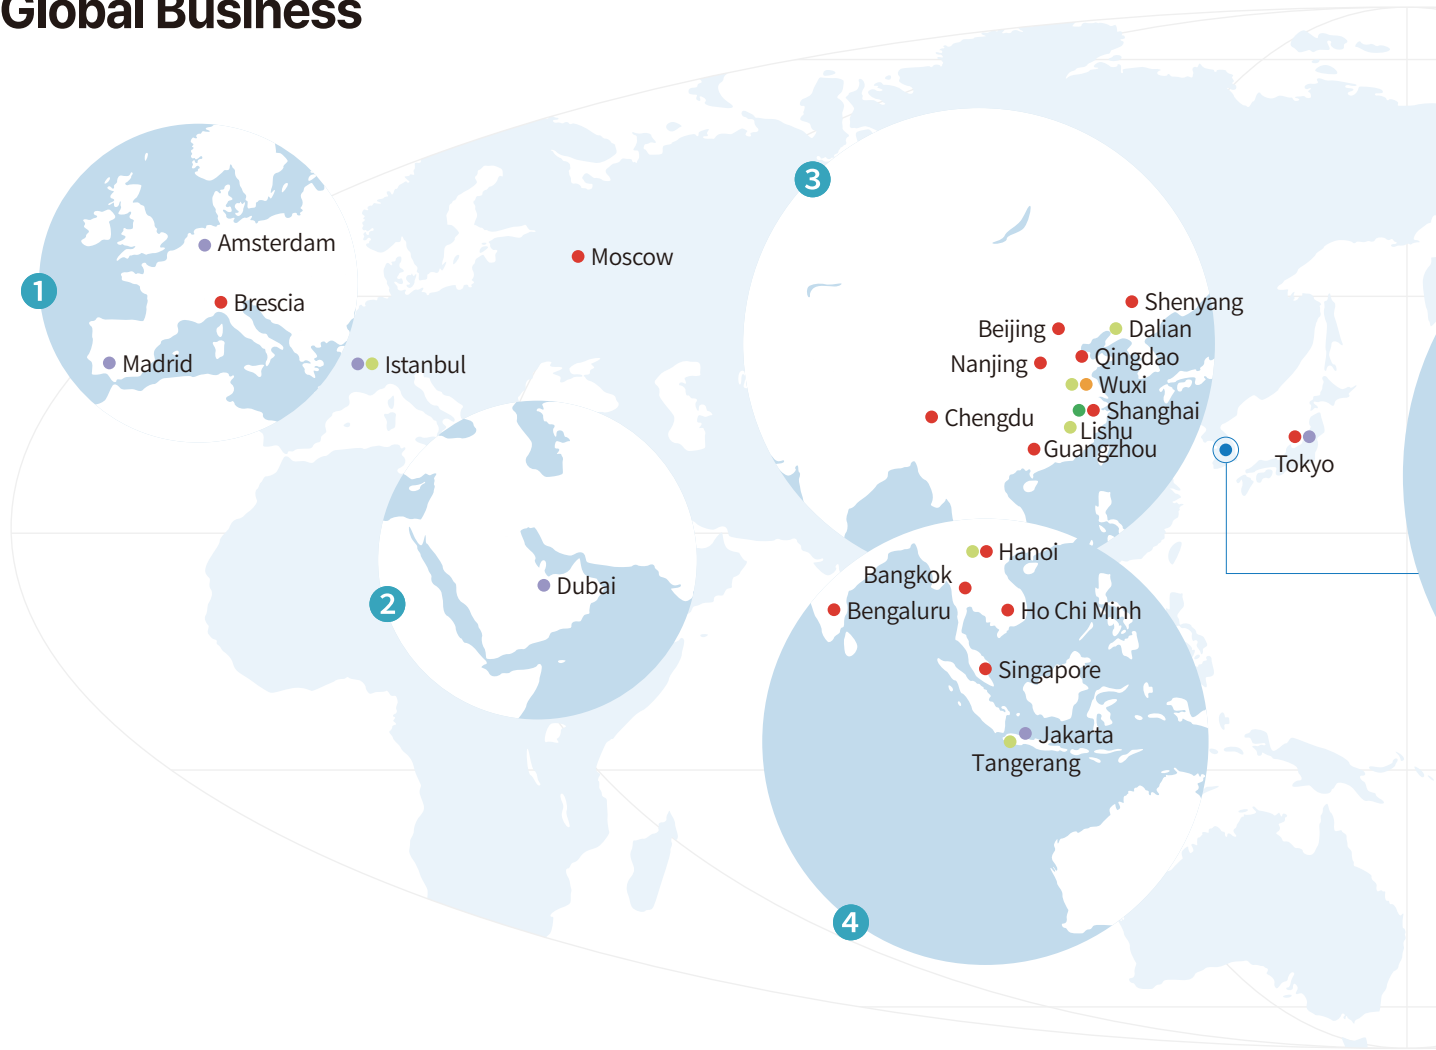 Global Business
1
Amsterdam
Brescia
Madrid
Istanbul
Moscow
2
Dubai
3
Shenyang
Beijing
Dalian
Nanjing
Qingdao
Wuxi
Chengdu
Shanghai
Lishu
Guangzhou
Tokyo
4
Hanoi
Bangkok
Bengaluru
Ho Chi Minh
Singapore
Jakarta
Tangerang